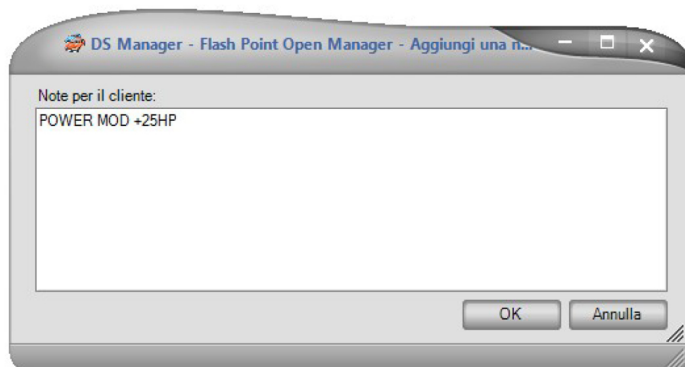 DS Manager - Flash Point Open Manager - Aggiungi una n...
Note per il cliente:
POWER MOD +25HP
OK
Annulla